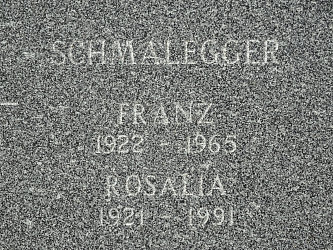 SCHMALEGGER
FRANZ
1922 - 1965
ROSALIA
1921 - 1991